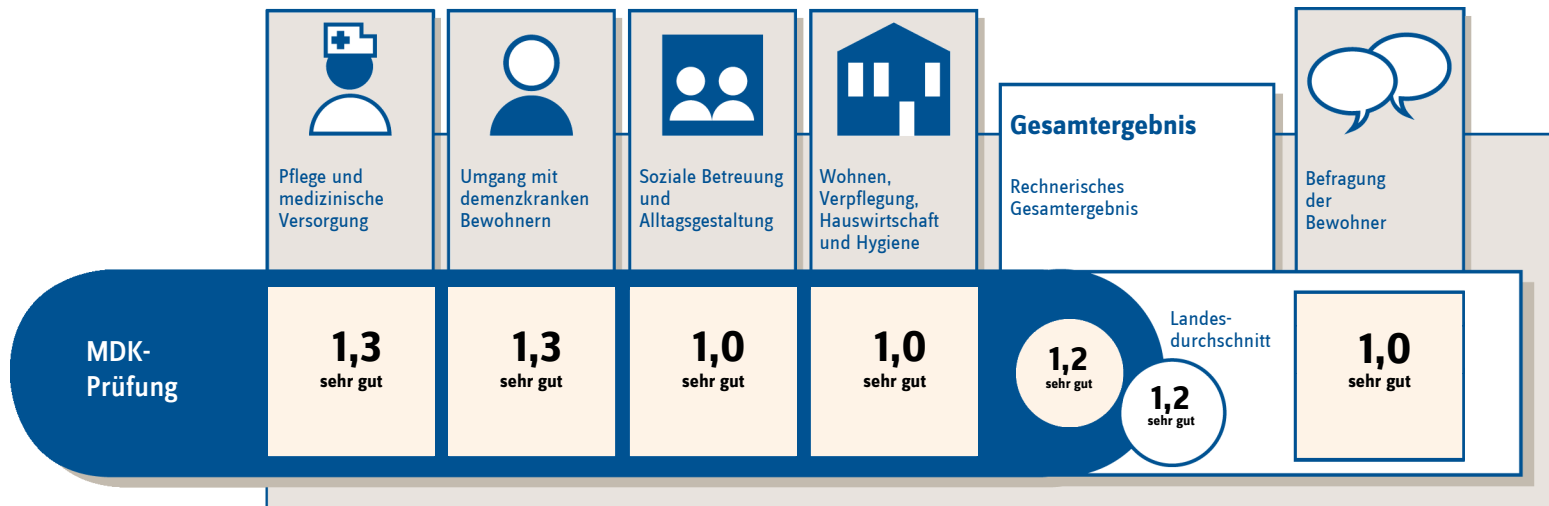 Pflege und
medizinische
Versorgung
Umgang mit
demenzkranken
Bewohnern
Soziale Betreuung
und
Alltagsgestaltung
Wohnen,
Verpflegung,
Hauswirtschaft
und Hygiene
Gesamtergebnis
Rechnerisches
Gesamtergebnis
Befragung
der
Bewohner
MDK-
Prüfung
1,3
sehr gut
1,3
sehr gut
1,0
sehr gut
1,0
sehr gut
1,2
sehr gut
Landes-
durchschnitt
1,2
sehr gut
1,0
sehr gut